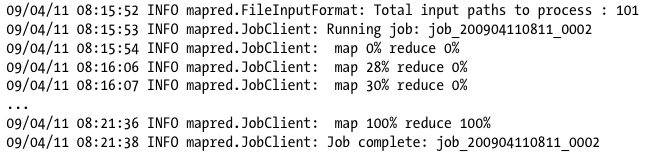 09/04/11 08:15:52 INFO mapred.FileInputFormat: Total input paths to process : 101
09/04/11 08:15:53 INFO mapred.JobClient: Running job: job_200904110811_0002
09/04/11 08:15:54 INFO mapred.JobClient:  map 0% reduce 0%
09/04/11 08:16:06 INFO mapred.JobClient:  map 28% reduce 0%
09/04/11 08:16:07 INFO mapred.JobClient:  map 30% reduce 0%
...
09/04/11 08:21:36 INFO mapred.JobClient:  map 100% reduce 100%
09/04/11 08:21:38 INFO mapred.JobClient: Job complete: job_200904110811_0002